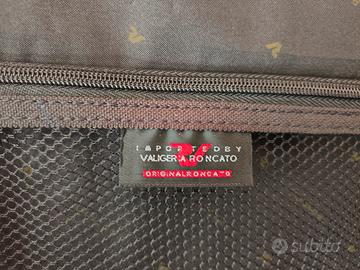 IMPORTED BY
VALIGERIA RONCATO
ORIGINAL RONCATO
subito